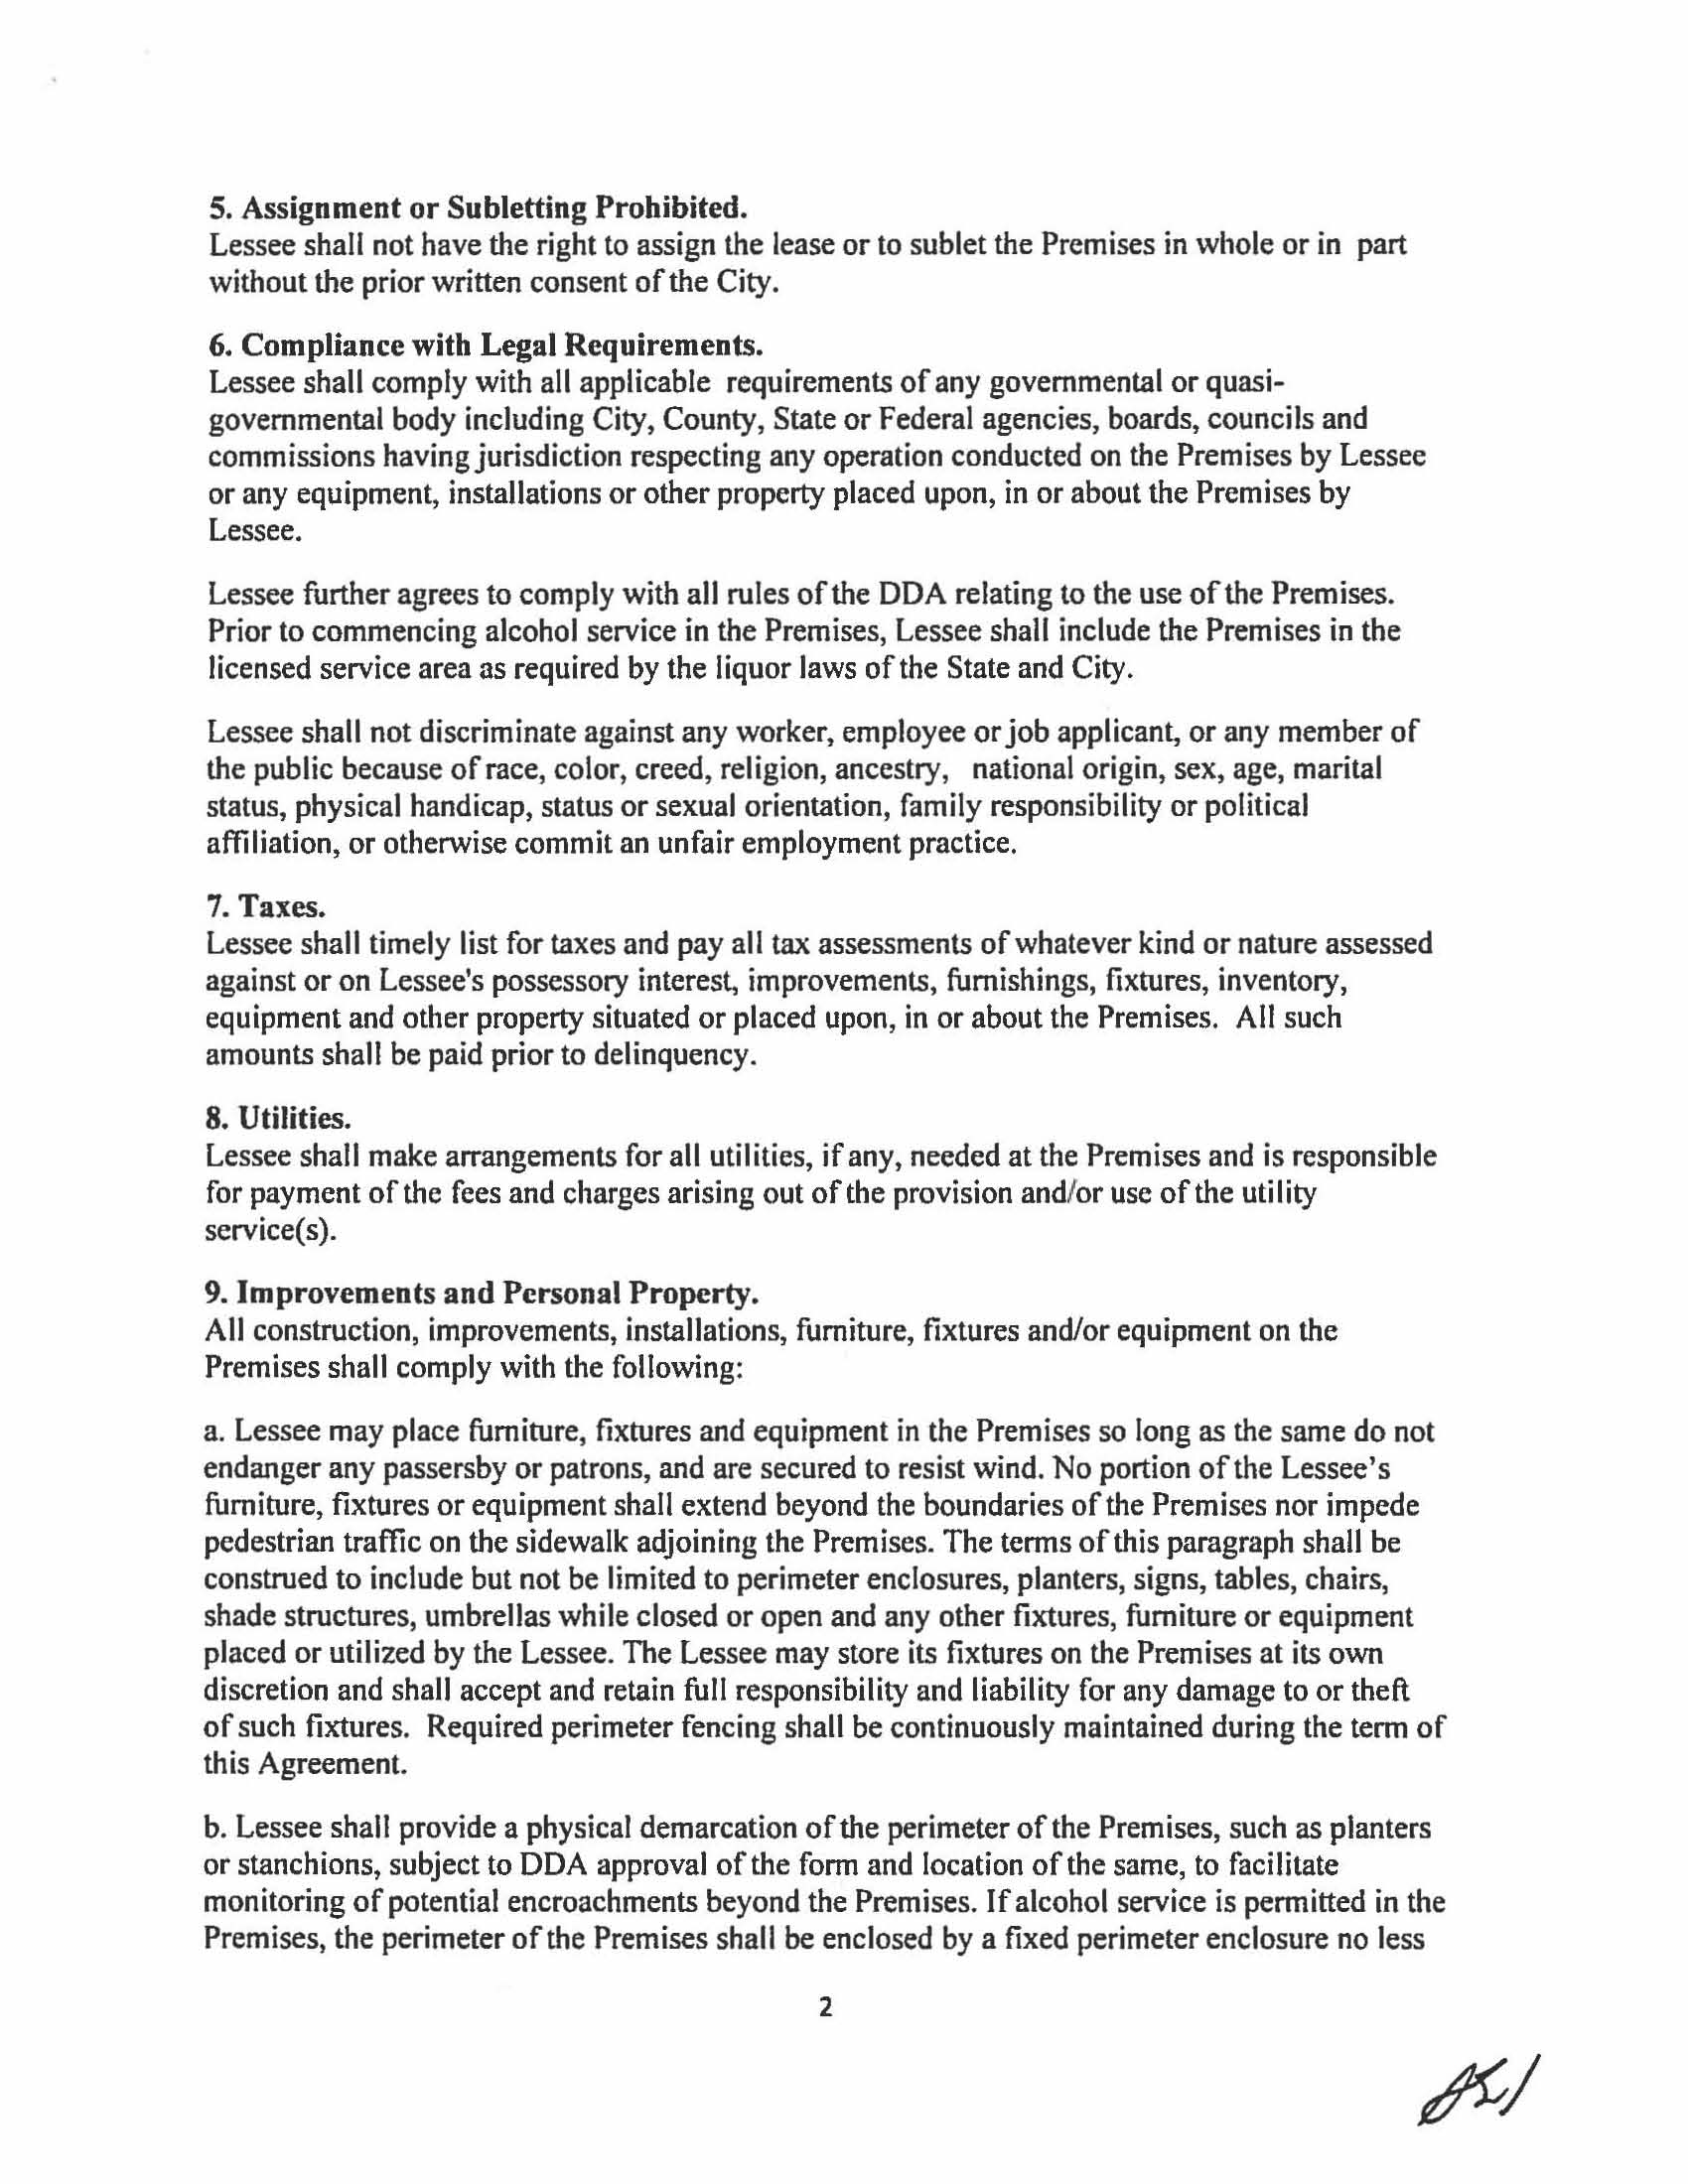 5. Assignment or Subletting Prohibited.
Lessee shall not have the right to assign the lease or to sublet the Premises in whole or in part
without the prior written consent of the City.
6. Compliance with Legal Requirements.
Lessee shall comply with all applicable requirements of any governmental or quasi-
governmental body including City, County, State or Federal agencies, boards, councils and
commissions having jurisdiction respecting any operation conducted on the Premises by Lessee
or any equipment, installations or other property placed upon, in or about the Premises by
Lessee.
Lessee further agrees to comply with all rules of the DDA relating to the use of the Premises.
Prior to commencing alcohol service in the Premises, Lessee shall include the Premises in the
licensed service area as required by the liquor laws of the State and City.
Lessee shall not discriminate against any worker, employee or job applicant, or any member of
the public because of race, color, creed, religion, ancestry, national origin, sex, age, marital
status, physical handicap, status or sexual orientation, family responsibility or political
affiliation, or otherwise commit an unfair employment practice.
7. Taxes.
Lessee shall timely list for taxes and pay all tax assessments of whatever kind or nature assessed
against or on Lessee's possessory interest, improvements, furnishings, fixtures, inventory,
equipment and other property situated or placed upon, in or about the Premises. All such
amounts shall be paid prior to delinquency.
8. Utilities.
Lessee shall make arrangements for all utilities, if any, needed at the Premises and is responsible
for payment of the fees and charges arising out of the provision and/or use of the utility
service(s).
9. Improvements and Personal Property.
All construction, improvements, installations, furniture, fixtures and/or equipment on the
Premises shall comply with the following:
a. Lessee may place furniture, fixtures and equipment in the Premises so long as the same do not
endanger any passersby or patrons, and are secured to resist wind. No portion of the Lessee's
furniture, fixtures or equipment shall extend beyond the boundaries of the Premises nor impede
pedestrian traffic on the sidewalk adjoining the Premises. The terms of this paragraph shall be
construed to include but not be limited to perimeter enclosures, planters, signs, tables, chairs,
shade structures, umbrellas while closed or open and any other fixtures, furniture or equipment
placed or utilized by the Lessee. The Lessee may store its fixtures on the Premises at its own
discretion and shall accept and retain full responsibility and liability for any damage to or theft
of such fixtures. Required perimeter fencing shall be continuously maintained during the term of
this Agreement.
b. Lessee shall provide a physical demarcation of the perimeter of the Premises, such as planters
or stanchions, subject to DDA approval of the form and location of the same, to facilitate
monitoring of potential encroachments beyond the Premises. If alcohol service is permitted in the
Premises, the perimeter of the Premises shall be enclosed by a fixed perimeter enclosure no less
2